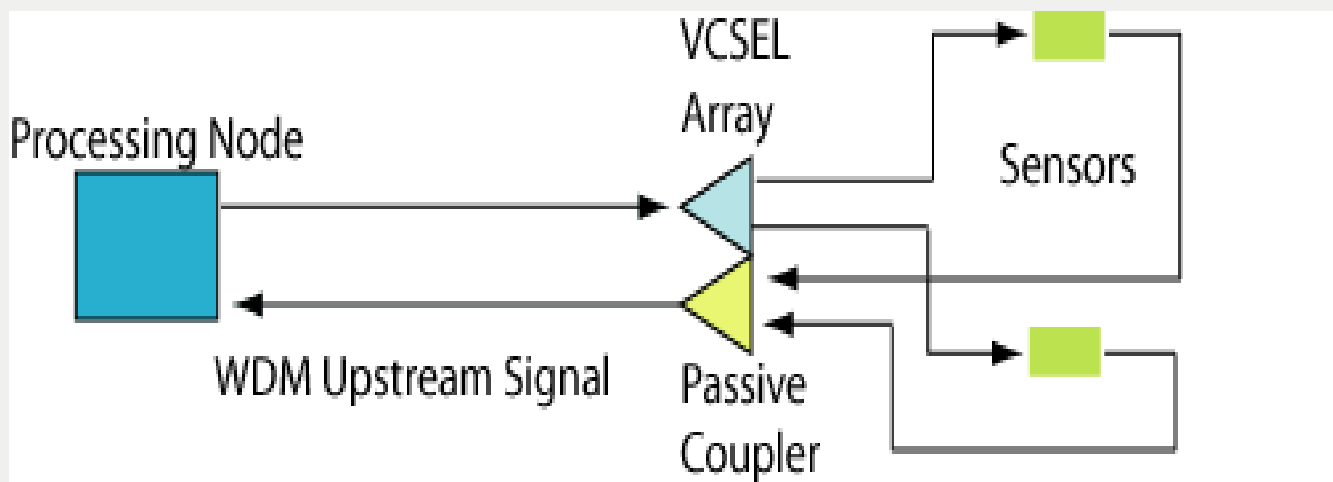 VCSEL
Array
Processing Node
Sensors
WDM Upstream Signal
Passive
Coupler